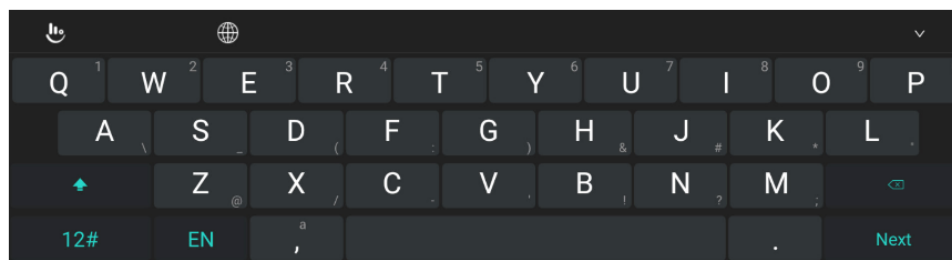 Q 1 W 2 E 3 R 4 T 5 Y 6 U 7 I 8 O 9 P
A \ S _ D ( F : G ) H & J # K * L
Z @ X / C - V ' B ! N ? M ;
12# EN a , . Next